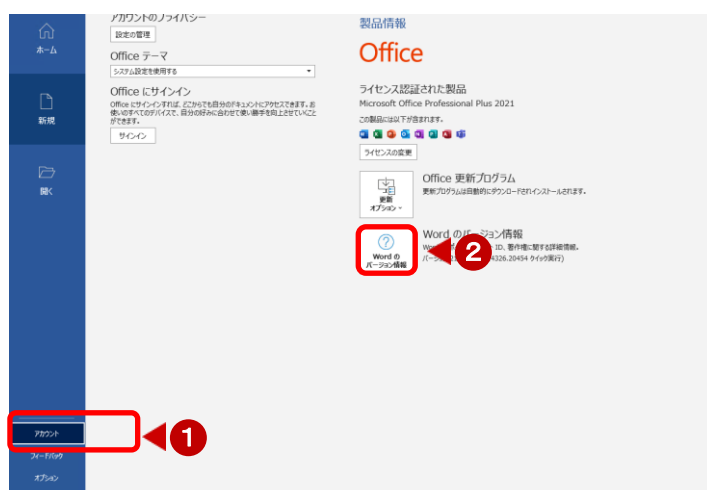 ホーム
新規
開く
アカウント
フィードバック
オプション
アカウントのプライバシー
設定の管理
Office テーマ
システム設定を使用する
Office にサインイン
Office にサインインすれば、どこからでも自分のドキュメントにアクセスできます。お
使いのすべてのデバイスで、自分の好みに合わせて使い勝手を向上させていくこと
ができます。
サインイン
製品情報
Office
ライセンス認証された製品
Microsoft Office Professional Plus 2021
この製品には以下が含まれます。
ライセンスの変更
更新
オプション
Office 更新プログラム
更新プログラムは自動的にダウンロードされインストールされます。
Word の
バージョン情報
Word のバージョン情報
ID、著作権に関する詳細情報。
4326.20454 クイック実行)
1
2